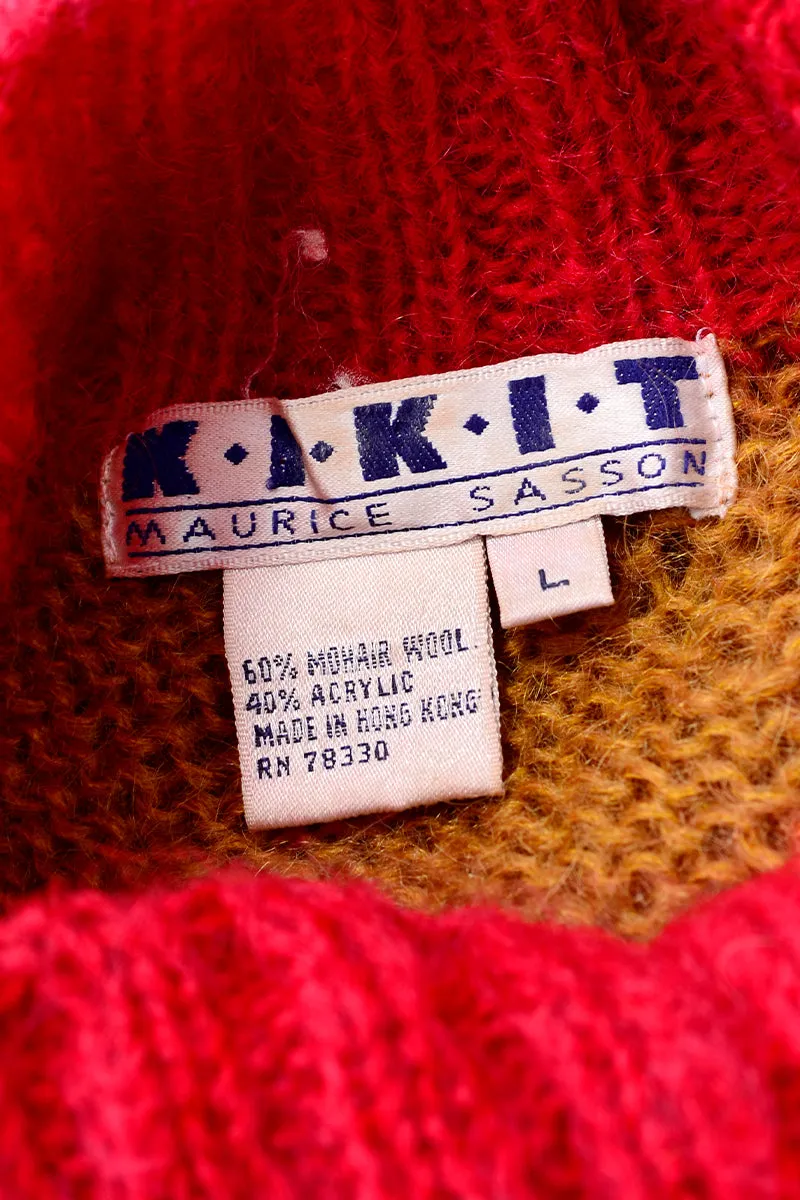 K·I·K·I·T
MAURICE SASSON
L
60% MOHAIR WOOL
40% ACRYLIC
MADE IN HONG KONG
RN 78330